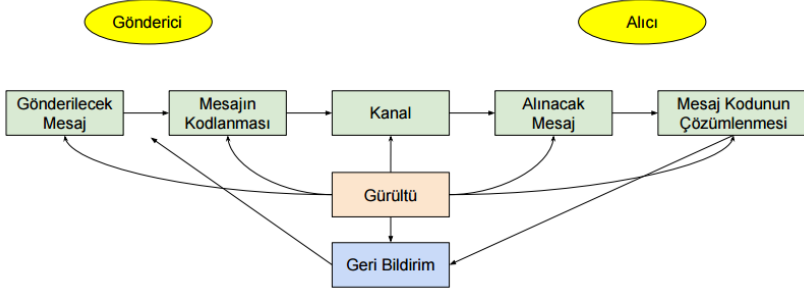 Gönderici
Alıcı
Gönderilecek
Mesaj
Mesajın
Kodlanması
Kanal
Alınacak
Mesaj
Mesaj Kodunun
Çözümlenmesi
Gürültü
Geri Bildirim